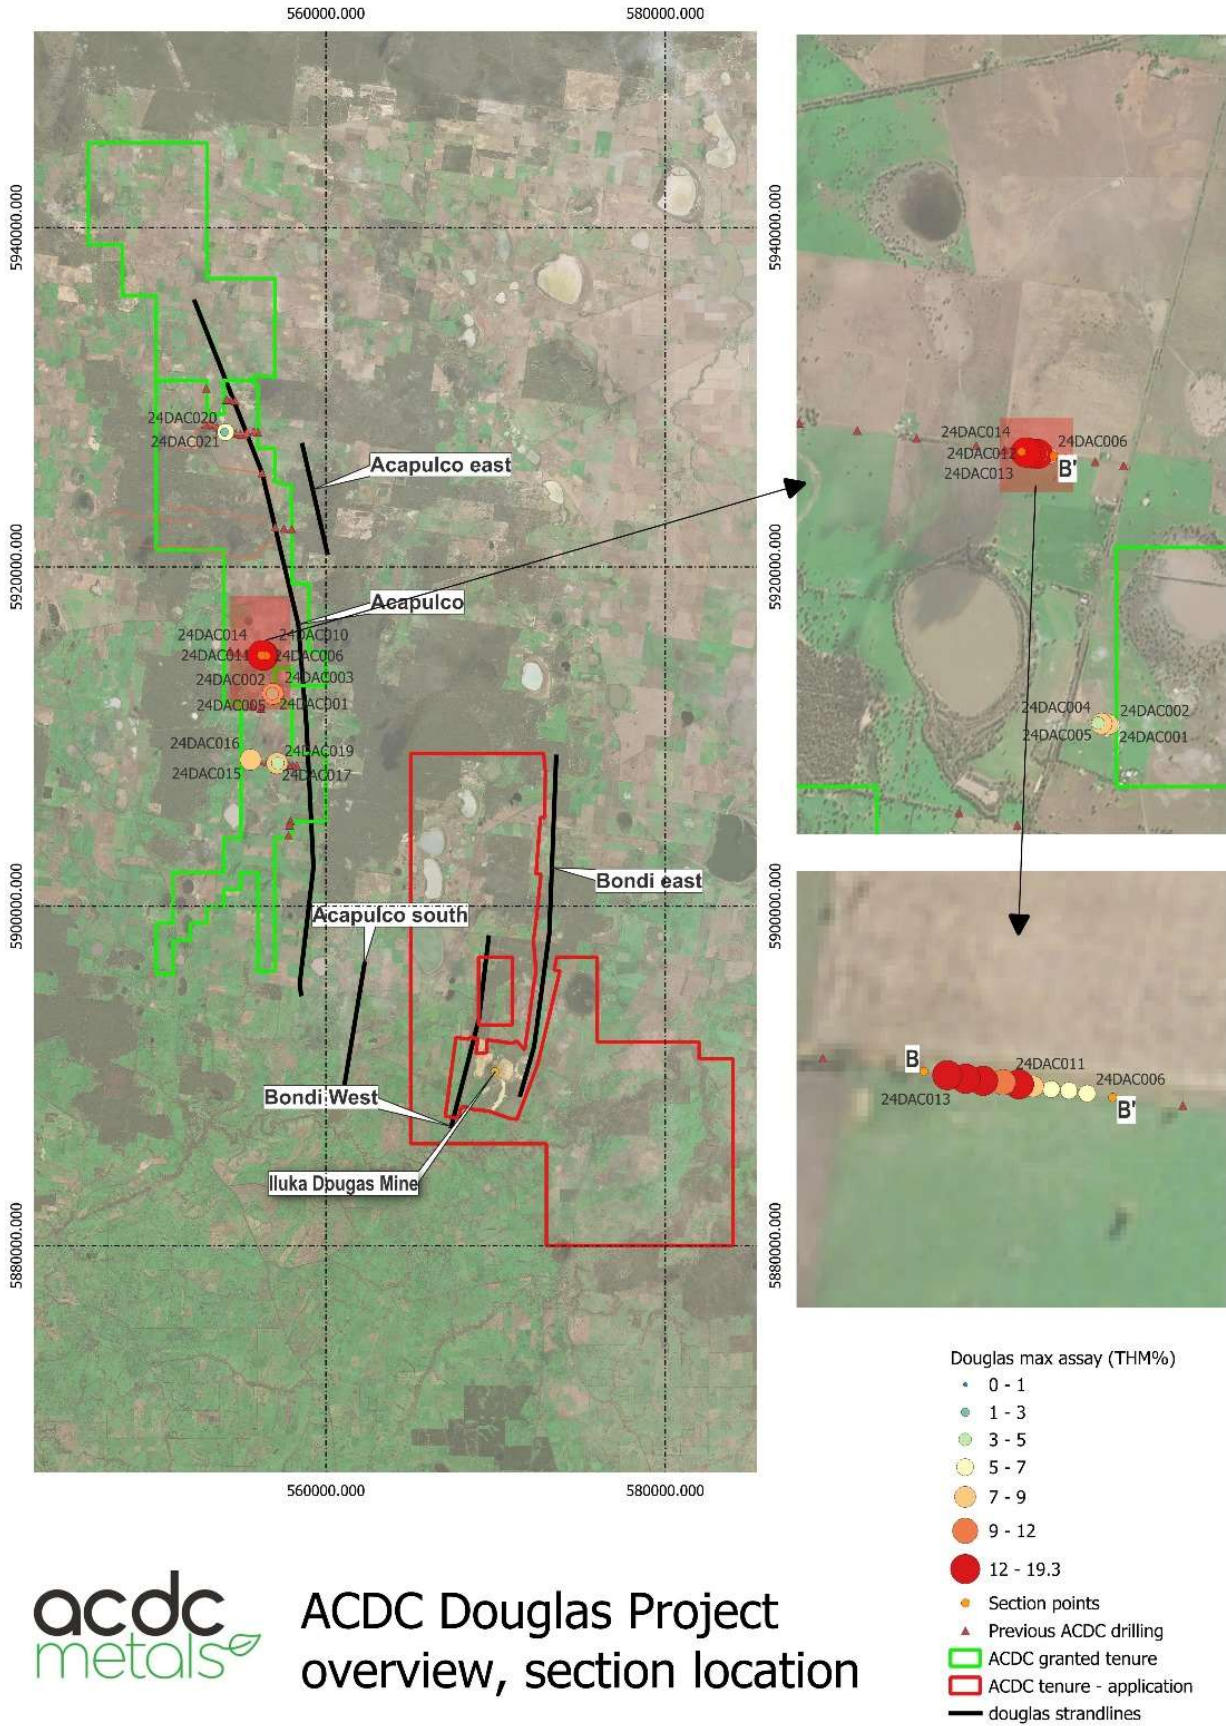 560000.000
580000.000
5940000.000
5940000.000
24DAC020
24DAC021
Acapulco east
24DAC014
24DAC006
24DAC012
24DAC013
B'
5920000.000
5920000.000
Acapulco
24DAC014
24DAC010
24DAC011
24DAC006
24DAC002
24DAC003
24DAC005
24DAC001
24DAC004
24DAC002
24DAC005
24DAC001
24DAC016
24DAC019
24DAC015
24DAC017
Bondi east
5900000.000
5900000.000
Acapulco south
B
24DAC011
24DAC006
24DAC013
B'
Bondi West
Iluka Dougas Mine
5880000.000
5880000.000
560000.000
580000.000
Douglas max assay (THM%)
0 - 1
1 - 3
3 - 5
5 - 7
7 - 9
9 - 12
12 - 19.3
Section points
Previous ACDC drilling
ACDC granted tenure
ACDC tenure - application
douglas strandlines
acdc
metals
ACDC Douglas Project
overview, section location